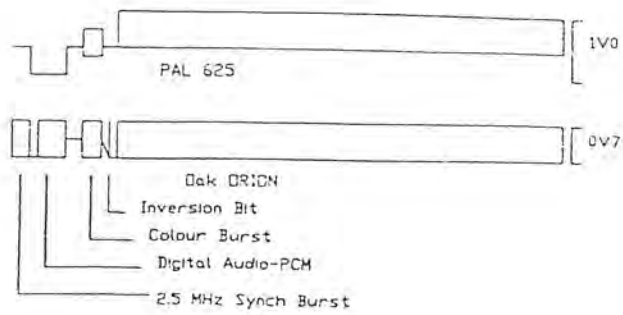 1V0
PAL 625
0V7
Oak ORION
Inversion Bit
Colour Burst
Digital Audio-PCM
2.5 MHz Synch Burst